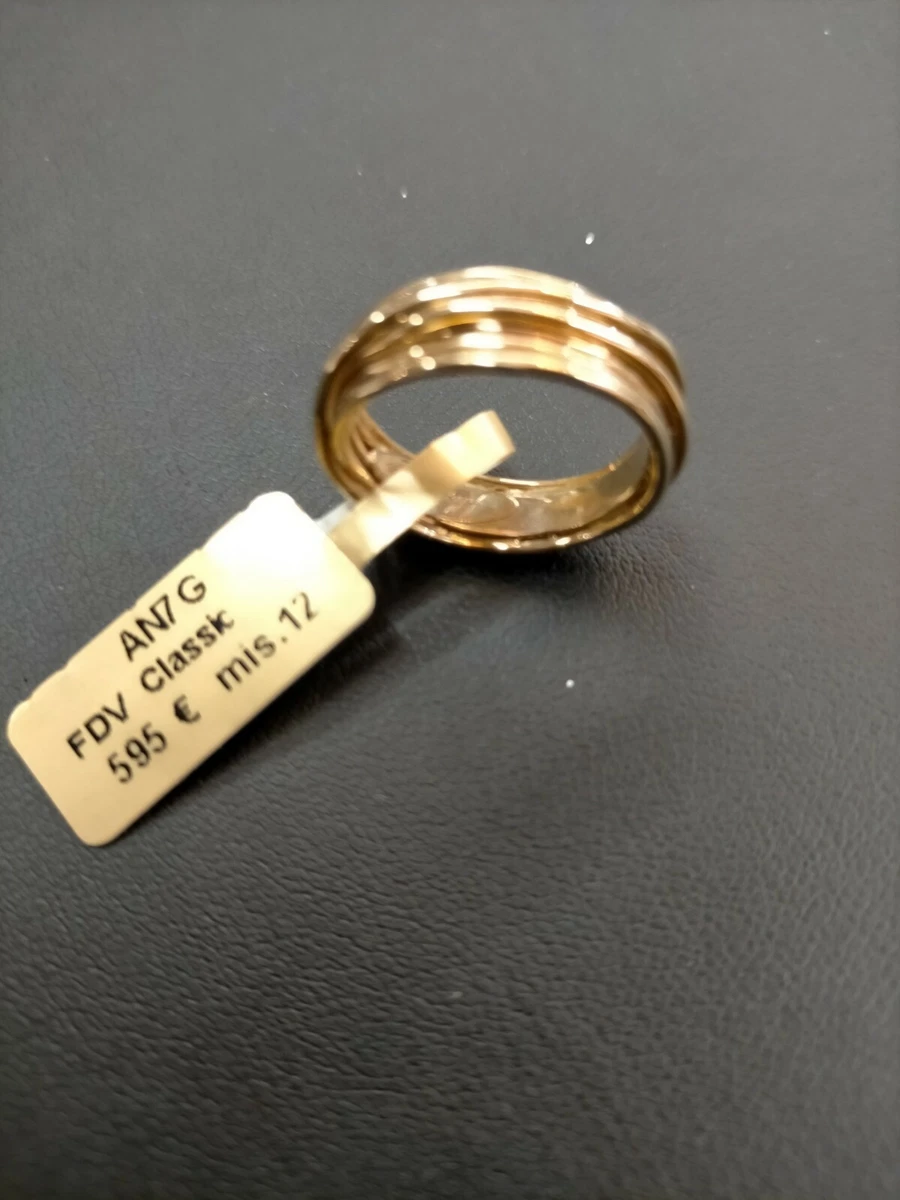 AN7G
FDV Classic
595 € mis.12